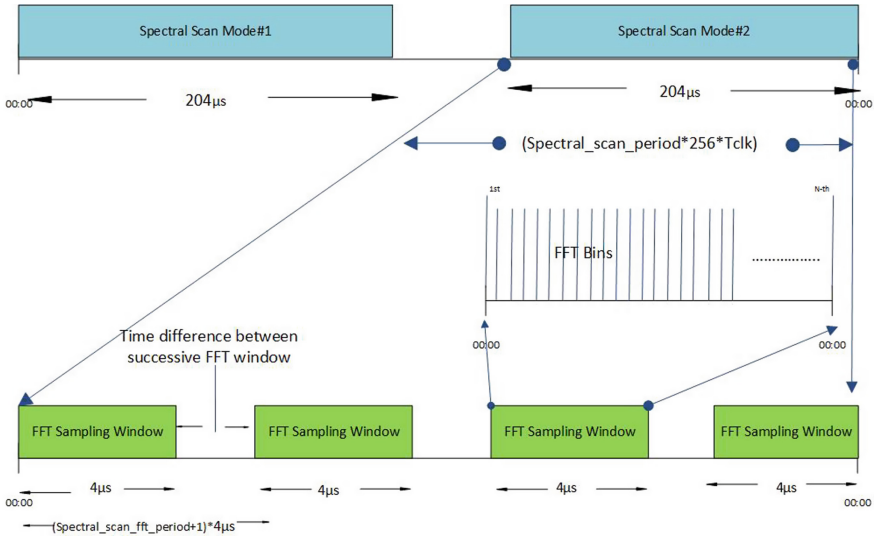 Spectral Scan Mode#1
Spectral Scan Mode#2
00:00
204µs
204µs
00:00
(Spectral_scan_period*256*Tclk)
1st
N-th
FFT Bins
................
00:00
00:00
Time difference between
successive FFT window
FFT Sampling Window
FFT Sampling Window
FFT Sampling Window
FFT Sampling Window
4µs
4µs
4µs
4µs
00:00
00:00
(Spectral_scan_fft_period+1)*4µs